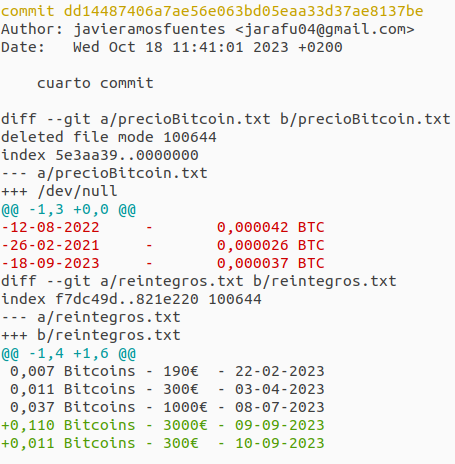 commit dd14487406a7ae56e063bd05eaa33d37ae8137be
Author: javieramosfuentes <jarafu04@gmail.com>
Date:   Wed Oct 18 11:41:01 2023 +0200

    cuarto commit

diff --git a/precioBitcoin.txt b/precioBitcoin.txt
deleted file mode 100644
index 5e3aa39..0000000
--- a/precioBitcoin.txt
+++ /dev/null
@@ -1,3 +0,0 @@
-12-08-2022     -       0,000042 BTC
-26-02-2021     -       0,000026 BTC
-18-09-2023     -       0,000037 BTC
diff --git a/reintegros.txt b/reintegros.txt
index f7dc49d..821e220 100644
--- a/reintegros.txt
+++ b/reintegros.txt
@@ -1,4 +1,6 @@
 0,007 Bitcoins - 190€  - 22-02-2023
 0,011 Bitcoins - 300€  - 03-04-2023
 0,037 Bitcoins - 1000€ - 08-07-2023
+0,110 Bitcoins - 3000€ - 09-09-2023
+0,011 Bitcoins - 300€  - 10-09-2023